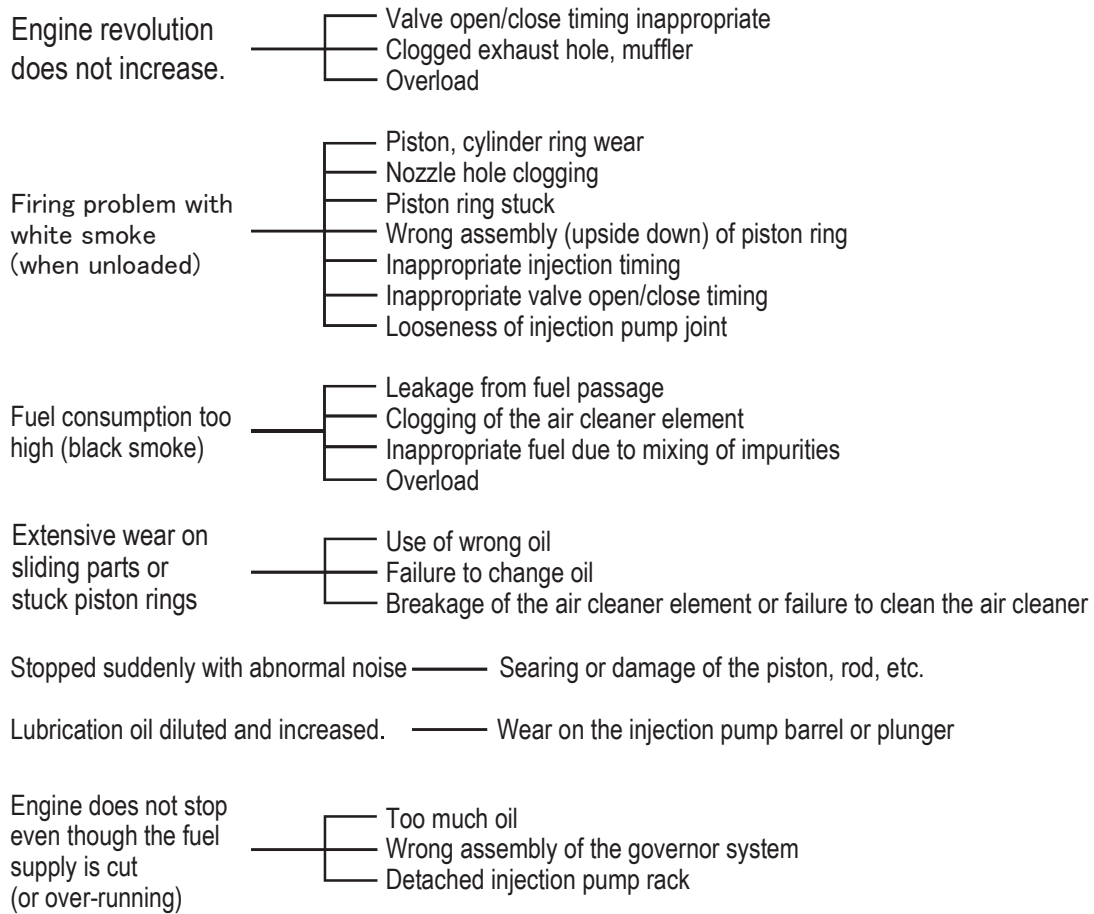 Engine revolution
does not increase.
Valve open/close timing inappropriate
Clogged exhaust hole, muffler
Overload
Firing problem with
white smoke
(when unloaded)
Piston, cylinder ring wear
Nozzle hole clogging
Piston ring stuck
Wrong assembly (upside down) of piston ring
Inappropriate injection timing
Inappropriate valve open/close timing
Looseness of injection pump joint
Fuel consumption too
high (black smoke)
Leakage from fuel passage
Clogging of the air cleaner element
Inappropriate fuel due to mixing of impurities
Overload
Extensive wear on
sliding parts or
stuck piston rings
Use of wrong oil
Failure to change oil
Breakage of the air cleaner element or failure to clean the air cleaner
Stopped suddenly with abnormal noise
Searing or damage of the piston, rod, etc.
Lubrication oil diluted and increased.
Wear on the injection pump barrel or plunger
Engine does not stop
even though the fuel
supply is cut
(or over-running)
Too much oil
Wrong assembly of the governor system
Detached injection pump rack